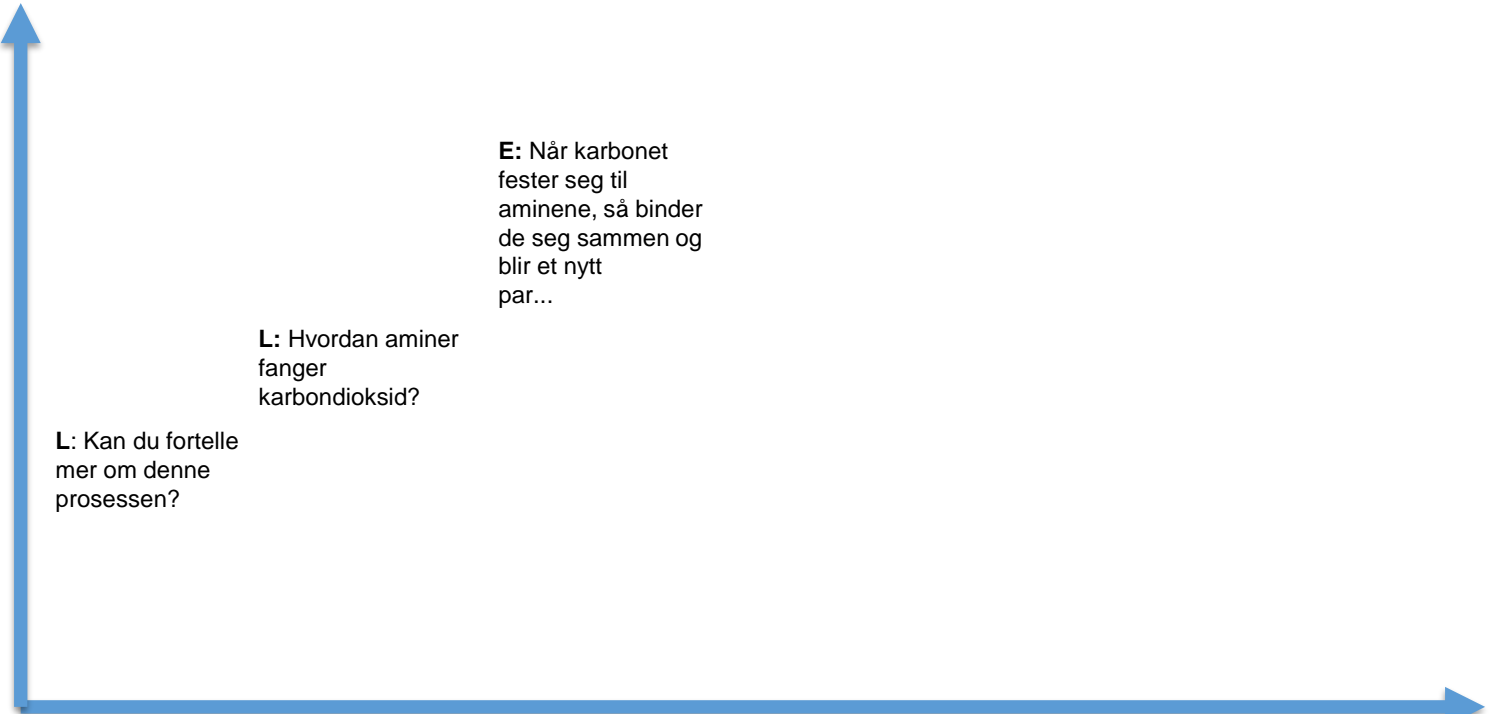 E: Når karbonet
fester seg til
aminene, så binder
de seg sammen og
blir et nytt
par...
L: Hvordan aminer
fanger
karbondioksid?
L: Kan du fortelle
mer om denne
prosessen?